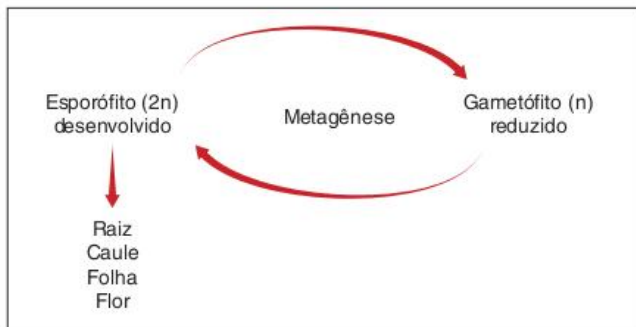 Esporófito (2n)
desenvolvido
Metagênese
Gametófito (n)
reduzido
Raiz
Caule
Folha
Flor